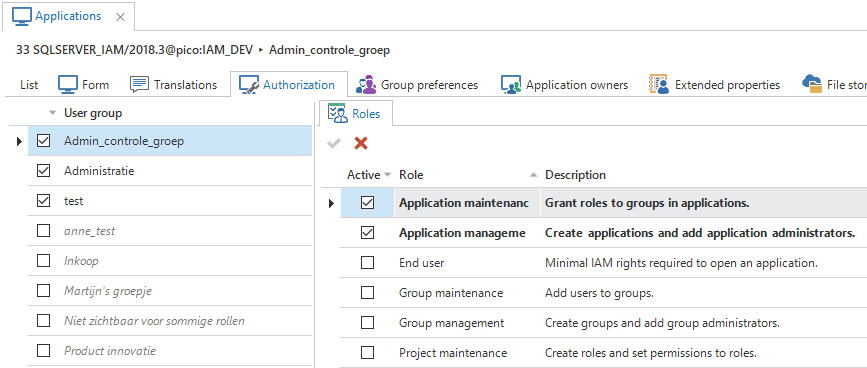 Applications
33 SQLSERVER_IAM/2018.3@pico:IAM_DEV ▸ Admin_controle_groep
List Form Translations Authorization Group preferences Application owners Extended properties File stor
User group
Admin_controle_groep
Administratie
test
anne_test
Inkoop
Martijn's groepje
Niet zichtbaar voor sommige rollen
Product innovatie
Roles
Active Role Description
Application maintenanc Grant roles to groups in applications.
Application manageme Create applications and add application administrators.
End user Minimal IAM rights required to open an application.
Group maintenance Add users to groups.
Group management Create groups and add group administrators.
Project maintenance Create roles and set permissions to roles.